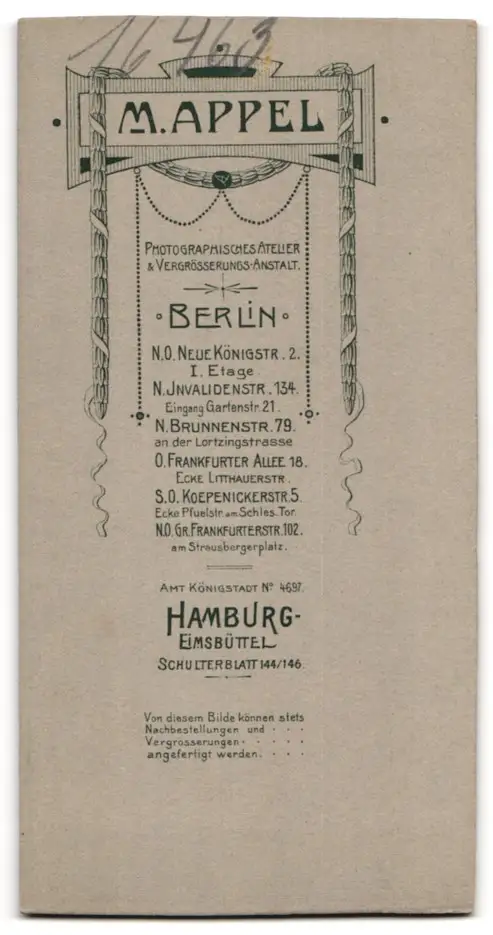 16463
M. APPEL
PHOTOGRAPHISCHES ATELIER
& VERGRÖSSERUNGS-ANSTALT.
BERLIN
N.O. NEUE KÖNIGSTR. 2.
I. Etage
N. JNVALIDENSTR. 134.
Eingang Gartenstr. 21.
N. BRUNNENSTR. 79.
an der Lortzingstrasse
O. FRANKFURTER ALLEE 18.
ECKE LITTHAUERSTR.
S.O. KOEPENICKERSTR. 5.
Ecke Pfuelstr. am Schles. Tor.
N.O. GR. FRANKFURTERSTR. 102.
am Strausbergerplatz.
AMT KÖNIGSTADT No 4697.
HAMBURG-
EIMSBÜTTEL
SCHULTERBLATT 144/146.
Von diesem Bilde können stets
Nachbestellungen und · · ·
Vergrösserungen · · · · ·
angefertigt werden. · · ·